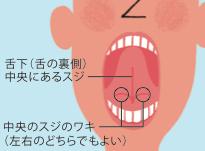 舌下（舌の裏側）
中央にあるスジ
中央のスジのワキ
（左右のどちらでもよい）